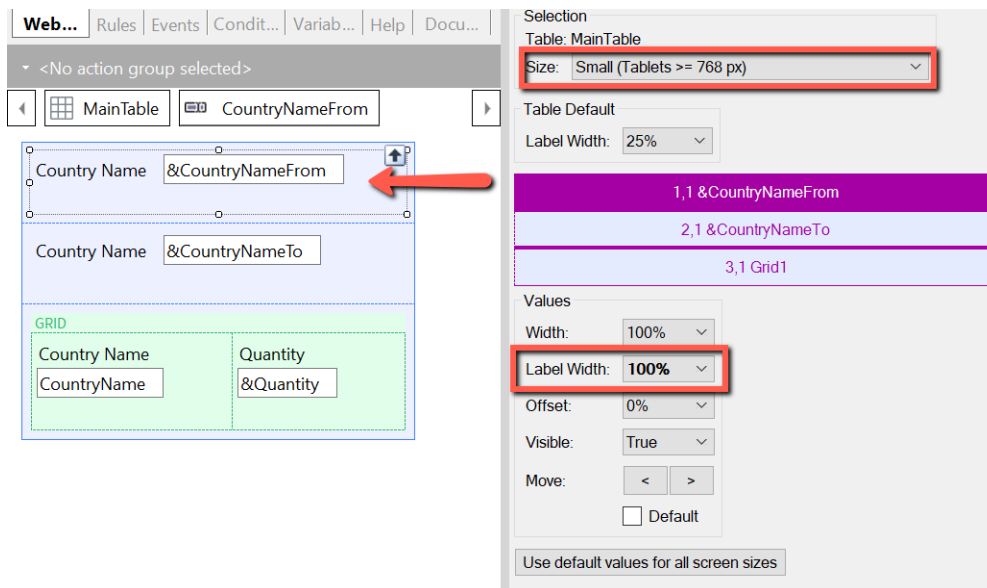 Web... Rules Events Condit... Variab... Help Docu...
<No action group selected>
MainTable CountryNameFrom
Country Name &CountryNameFrom
Country Name &CountryNameTo
GRID
Country Name Quantity
CountryName &Quantity
Selection
Table: MainTable
Size: Small (Tablets >= 768 px)
Table Default
Label Width: 25%
1,1 &CountryNameFrom
2,1 &CountryNameTo
3,1 Grid1
Values
Width: 100%
Label Width: 100%
Offset: 0%
Visible: True
Move: < >
Default
Use default values for all screen sizes